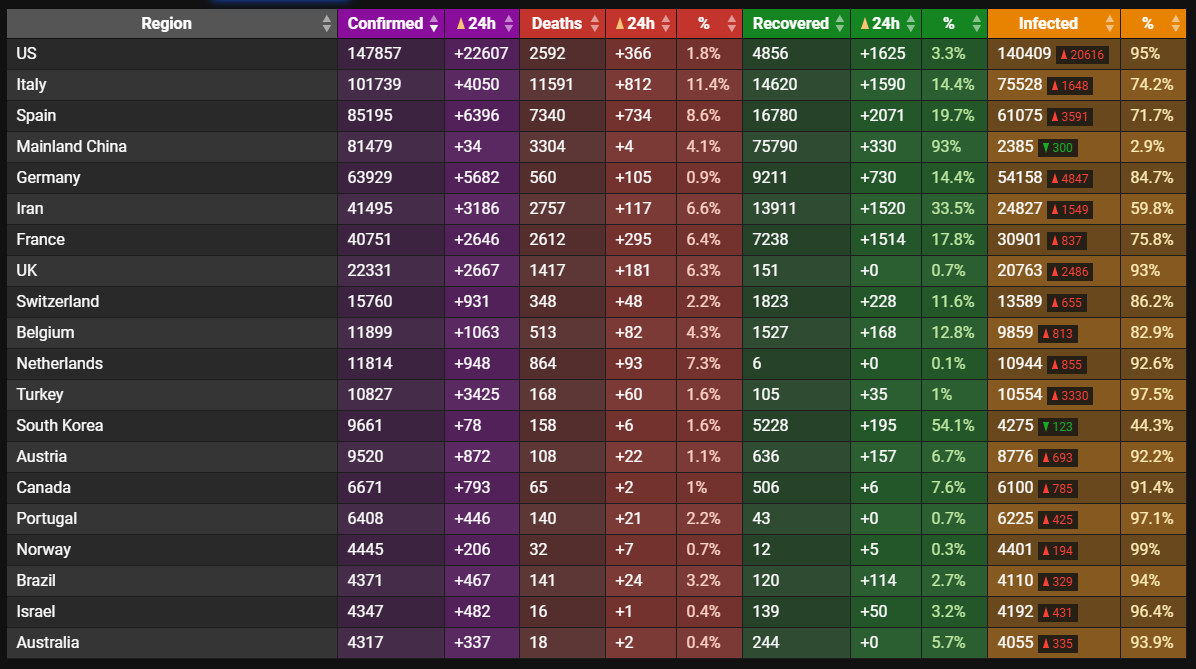 Region Confirmed ▲24h Deaths ▲24h % Recovered ▲24h % Infected %
US 147857 +22607 2592 +366 1.8% 4856 +1625 3.3% 140409 ▲20616 95%
Italy 101739 +4050 11591 +812 11.4% 14620 +1590 14.4% 75528 ▲1648 74.2%
Spain 85195 +6396 7340 +734 8.6% 16780 +2071 19.7% 61075 ▲3591 71.7%
Mainland China 81479 +34 3304 +4 4.1% 75790 +330 93% 2385 ▼300 2.9%
Germany 63929 +5682 560 +105 0.9% 9211 +730 14.4% 54158 ▲4847 84.7%
Iran 41495 +3186 2757 +117 6.6% 13911 +1520 33.5% 24827 ▲1549 59.8%
France 40751 +2646 2612 +295 6.4% 7238 +1514 17.8% 30901 ▲837 75.8%
UK 22331 +2667 1417 +181 6.3% 151 +0 0.7% 20763 ▲2486 93%
Switzerland 15760 +931 348 +48 2.2% 1823 +228 11.6% 13589 ▲655 86.2%
Belgium 11899 +1063 513 +82 4.3% 1527 +168 12.8% 9859 ▲813 82.9%
Netherlands 11814 +948 864 +93 7.3% 6 +0 0.1% 10944 ▲855 92.6%
Turkey 10827 +3425 168 +60 1.6% 105 +35 1% 10554 ▲3330 97.5%
South Korea 9661 +78 158 +6 1.6% 5228 +195 54.1% 4275 ▼123 44.3%
Austria 9520 +872 108 +22 1.1% 636 +157 6.7% 8776 ▲693 92.2%
Canada 6671 +793 65 +2 1% 506 +6 7.6% 6100 ▲785 91.4%
Portugal 6408 +446 140 +21 2.2% 43 +0 0.7% 6225 ▲425 97.1%
Norway 4445 +206 32 +7 0.7% 12 +5 0.3% 4401 ▲194 99%
Brazil 4371 +467 141 +24 3.2% 120 +114 2.7% 4110 ▲329 94%
Israel 4347 +482 16 +1 0.4% 139 +50 3.2% 4192 ▲431 96.4%
Australia 4317 +337 18 +2 0.4% 244 +0 5.7% 4055 ▲335 93.9%